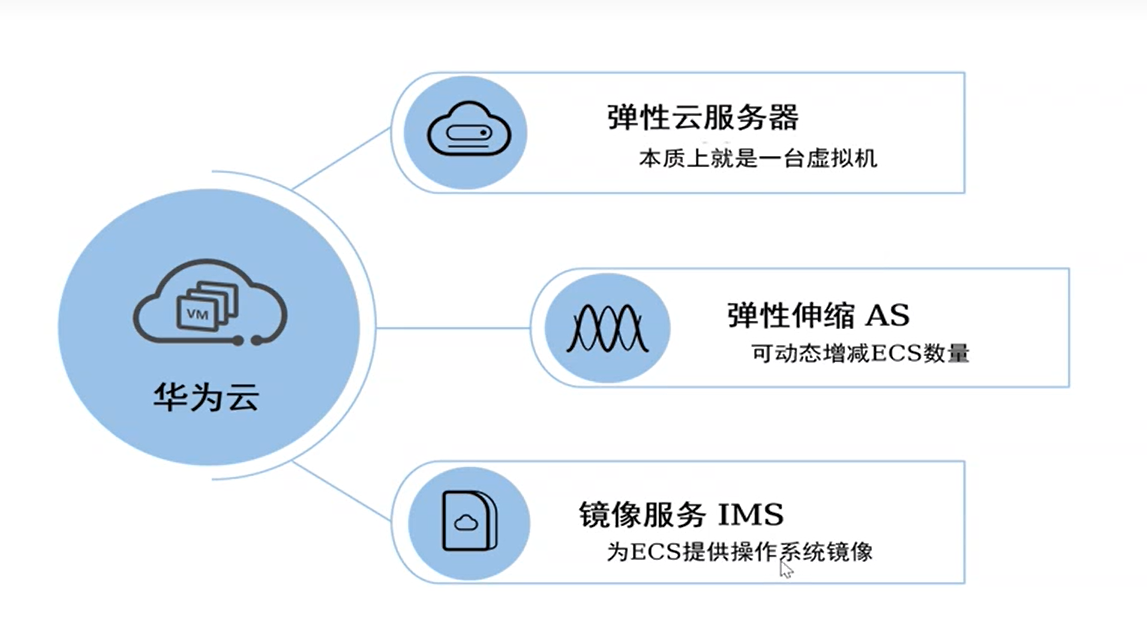 弹性云服务器
本质上就是一台虚拟机
VM
华为云
弹性伸缩 AS
可动态增减ECS数量
镜像服务 IMS
为ECS提供操作系统镜像